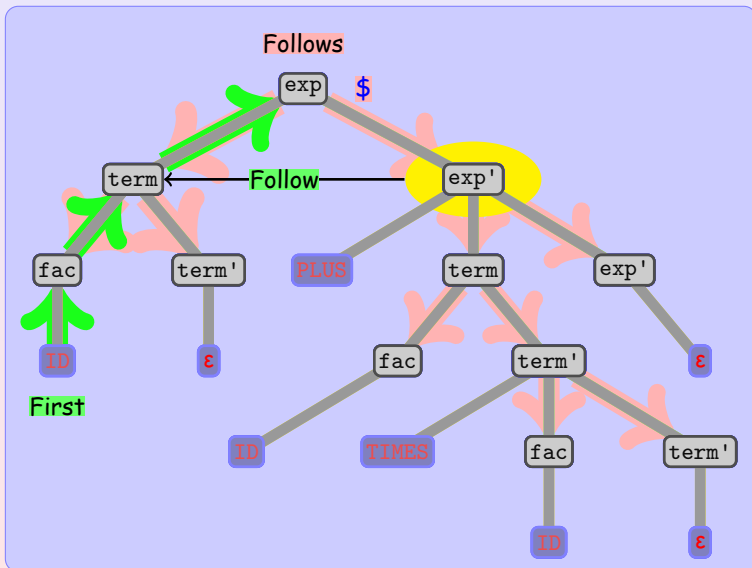 Follows
exp $
term Follow exp'
fac term' PLUS term exp'
ID ε fac term' ε
First
ID TIMES fac term'
ID ε